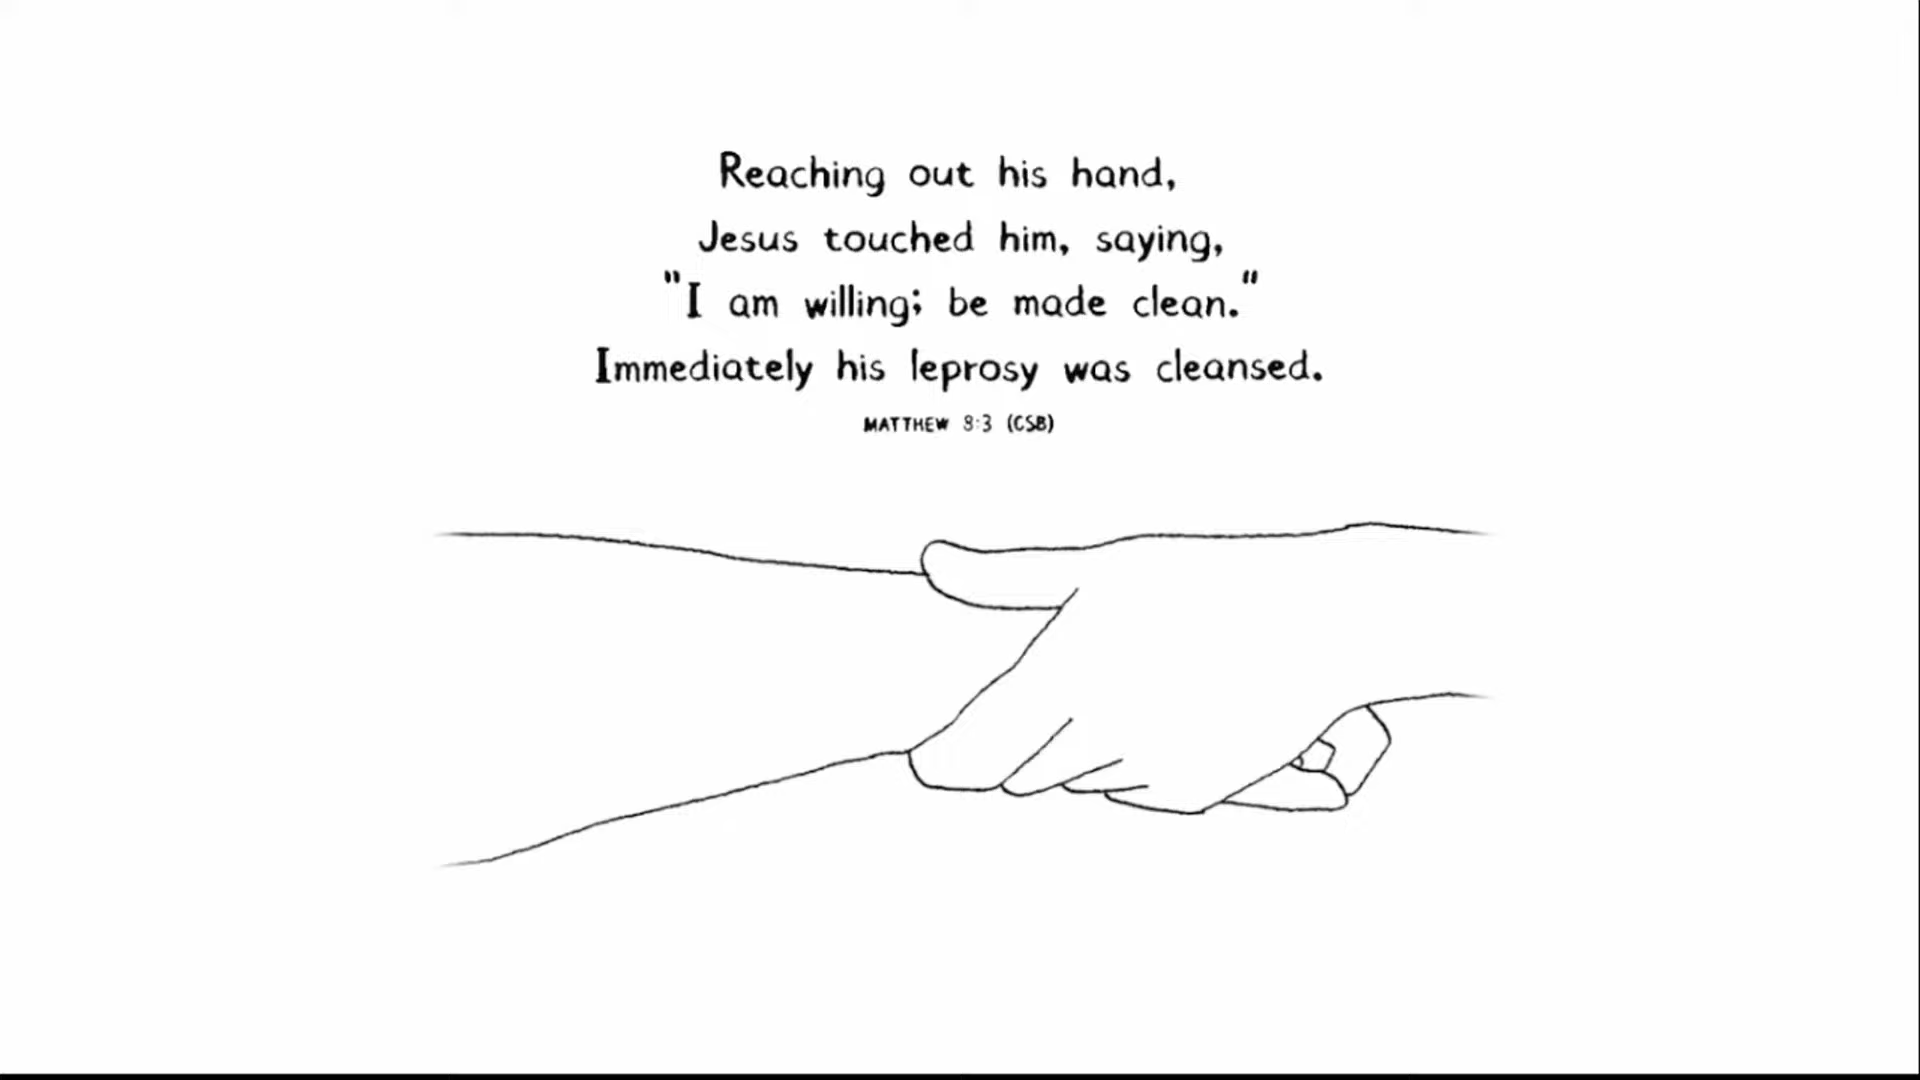 Reaching out his hand,
Jesus touched him, saying,
"I am willing; be made clean."
Immediately his leprosy was cleansed.
MATTHEW 8:3 (CSB)